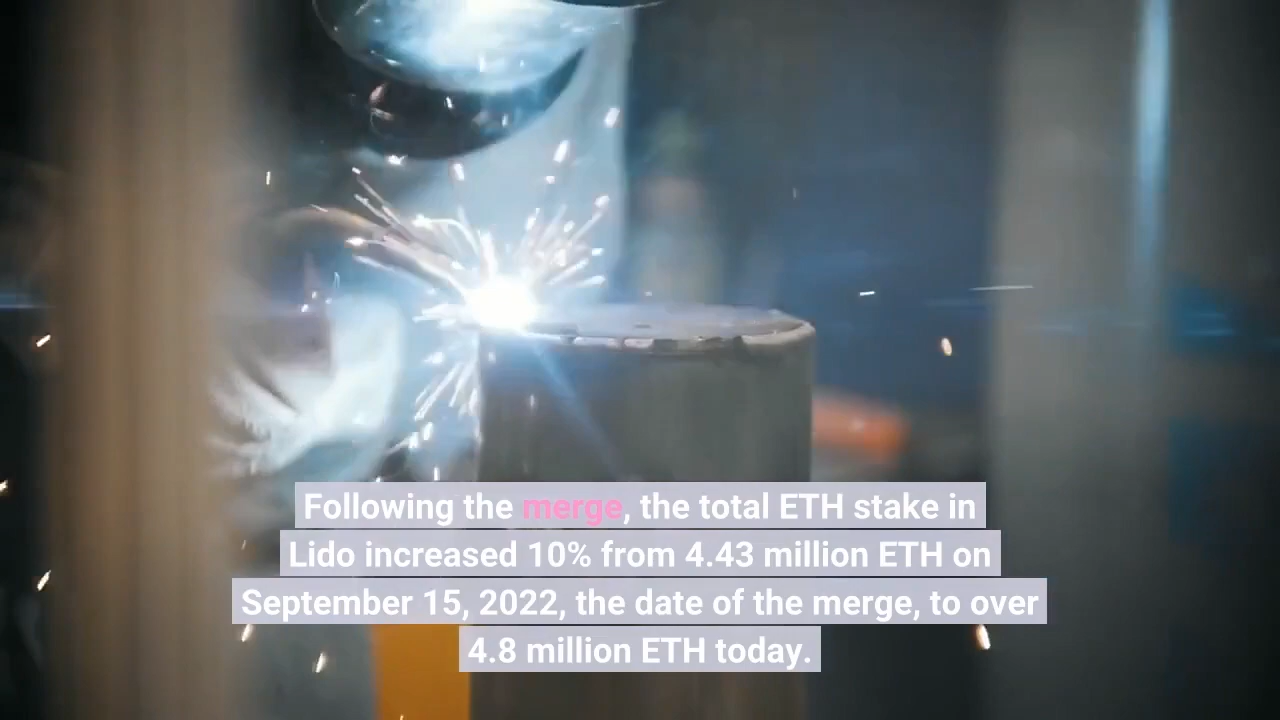 Following the merge, the total ETH stake in
Lido increased 10% from 4.43 million ETH on
September 15, 2022, the date of the merge, to over
4.8 million ETH today.